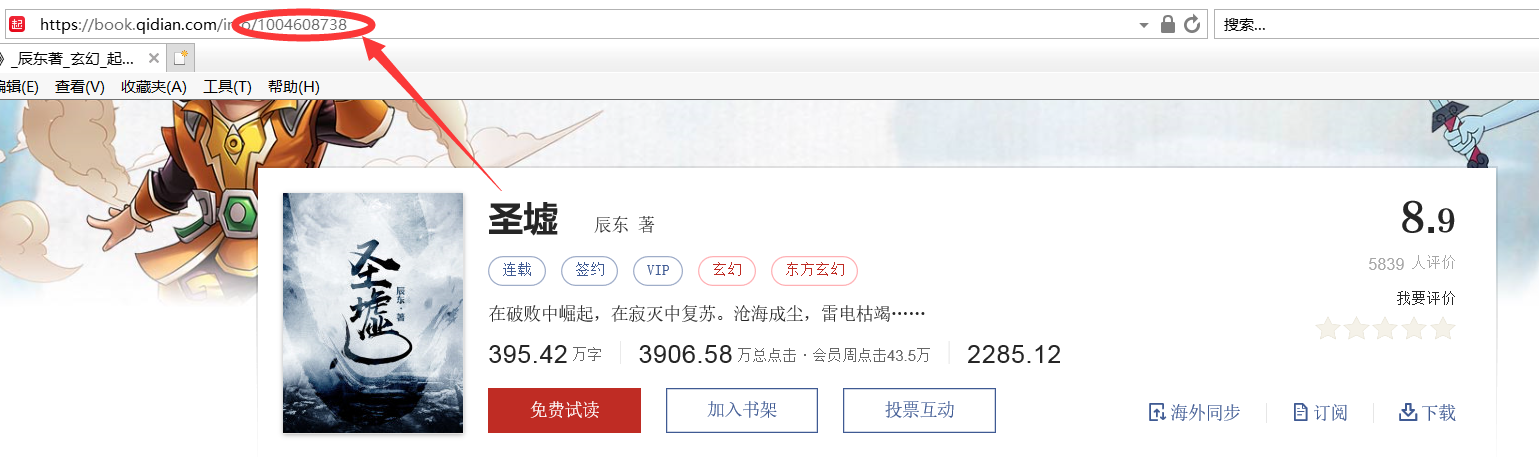 起 https://book.qidian.com/info/1004608738 搜索...
》_辰东著_玄幻_起...
编辑(E) 查看(V) 收藏夹(A) 工具(T) 帮助(H)
圣墟 辰东 著 8.9
5839 人评价
连载 签约 VIP 玄幻 东方玄幻
我要评价
在破败中崛起，在寂灭中复苏。沧海成尘，雷电枯竭……
395.42 万字 3906.58 万总点击 · 会员周点击43.5万 2285.12
免费试读 加入书架 投票互动 海外同步 订阅 下载
圣墟
辰东·著